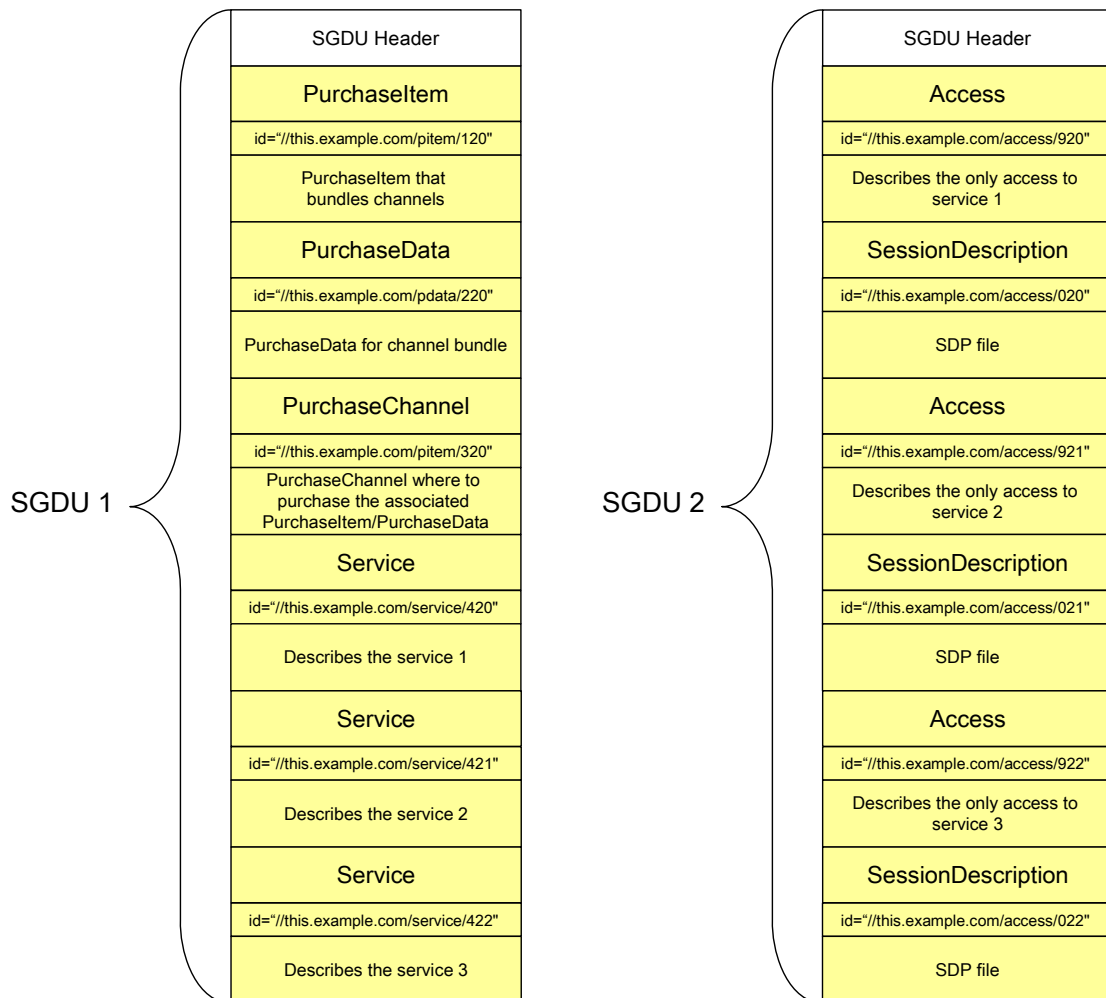 SGDU 1
SGDU Header
PurchaseItem
id=“//this.example.com/pitem/120"
PurchaseItem that
bundles channels
PurchaseData
id=“//this.example.com/pdata/220"
PurchaseData for channel bundle
PurchaseChannel
id=“//this.example.com/pitem/320"
PurchaseChannel where to
purchase the associated
PurchaseItem/PurchaseData
Service
id=“//this.example.com/service/420"
Describes the service 1
Service
id=“//this.example.com/service/421"
Describes the service 2
Service
id=“//this.example.com/service/422"
Describes the service 3
SGDU 2
SGDU Header
Access
id=“//this.example.com/access/920"
Describes the only access to
service 1
SessionDescription
id=“//this.example.com/access/020"
SDP file
Access
id=“//this.example.com/access/921"
Describes the only access to
service 2
SessionDescription
id=“//this.example.com/access/021"
SDP file
Access
id=“//this.example.com/access/922"
Describes the only access to
service 3
SessionDescription
id=“//this.example.com/access/022"
SDP file